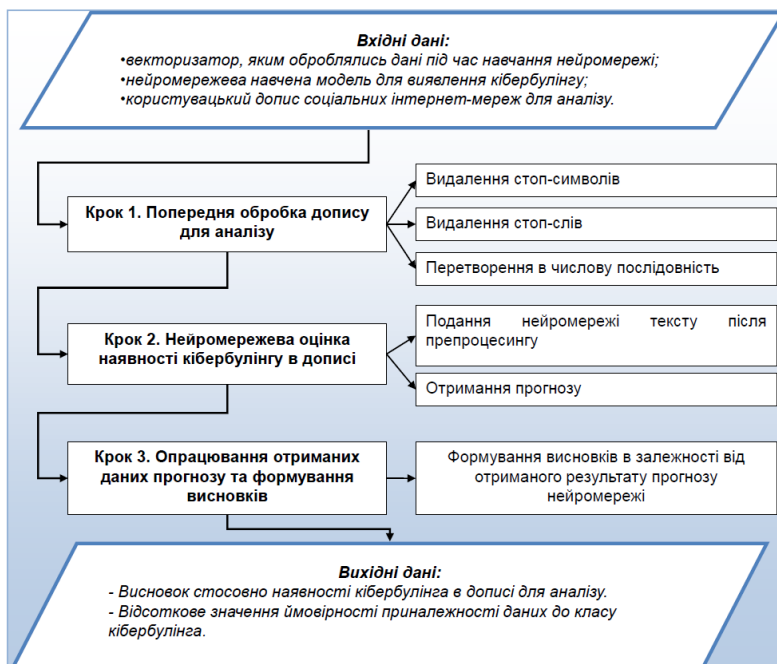 Вхідні дані:
•векторизатор, яким оброблялись дані під час навчання нейромережі;
•нейромережева навчена модель для виявлення кібербулінгу;
•користувацький допис соціальних інтернет-мереж для аналізу.
Крок 1. Попередня обробка допису
для аналізу
Видалення стоп-символів
Видалення стоп-слів
Перетворення в числову послідовність
Крок 2. Нейромережева оцінка
наявності кібербулінгу в дописі
Подання нейромережі тексту після
препроцесингу
Отримання прогнозу
Крок 3. Опрацювання отриманих
даних прогнозу та формування
висновків
Формування висновків в залежності від
отриманого результату прогнозу
нейромережі
Вихідні дані:
- Висновок стосовно наявності кібербулінга в дописі для аналізу.
- Відсоткове значення ймовірності приналежності даних до класу
кібербулінга.